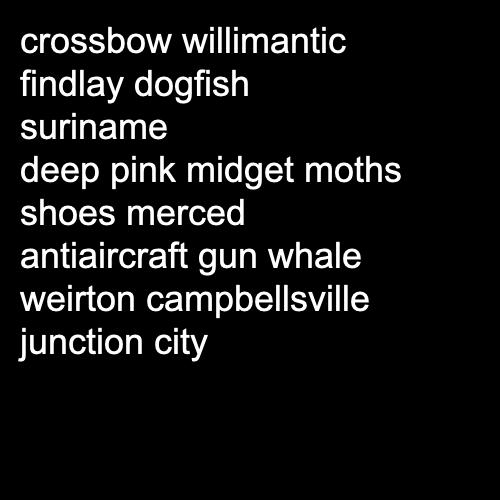 crossbow willimantic
findlay dogfish
suriname
deep pink midget moths
shoes merced
antiaircraft gun whale
weirton campbellsville
junction city